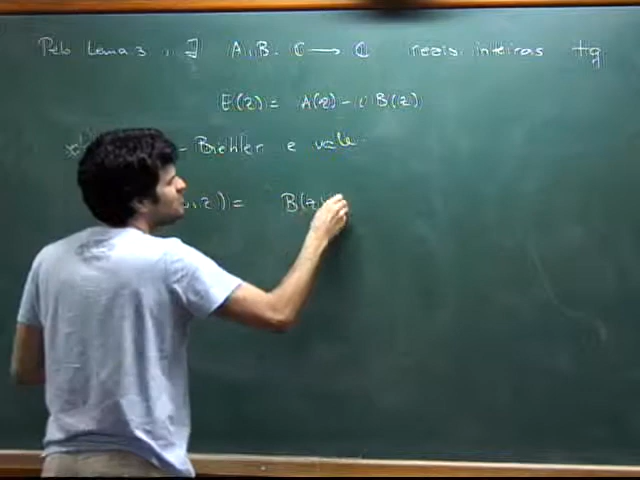 Pelo Lema 3, ∃ A, B: ℂ → ℂ reais inteiras tq
E(z) = A(z) - i B(z)
- Biehler e vale
, z) = B(z